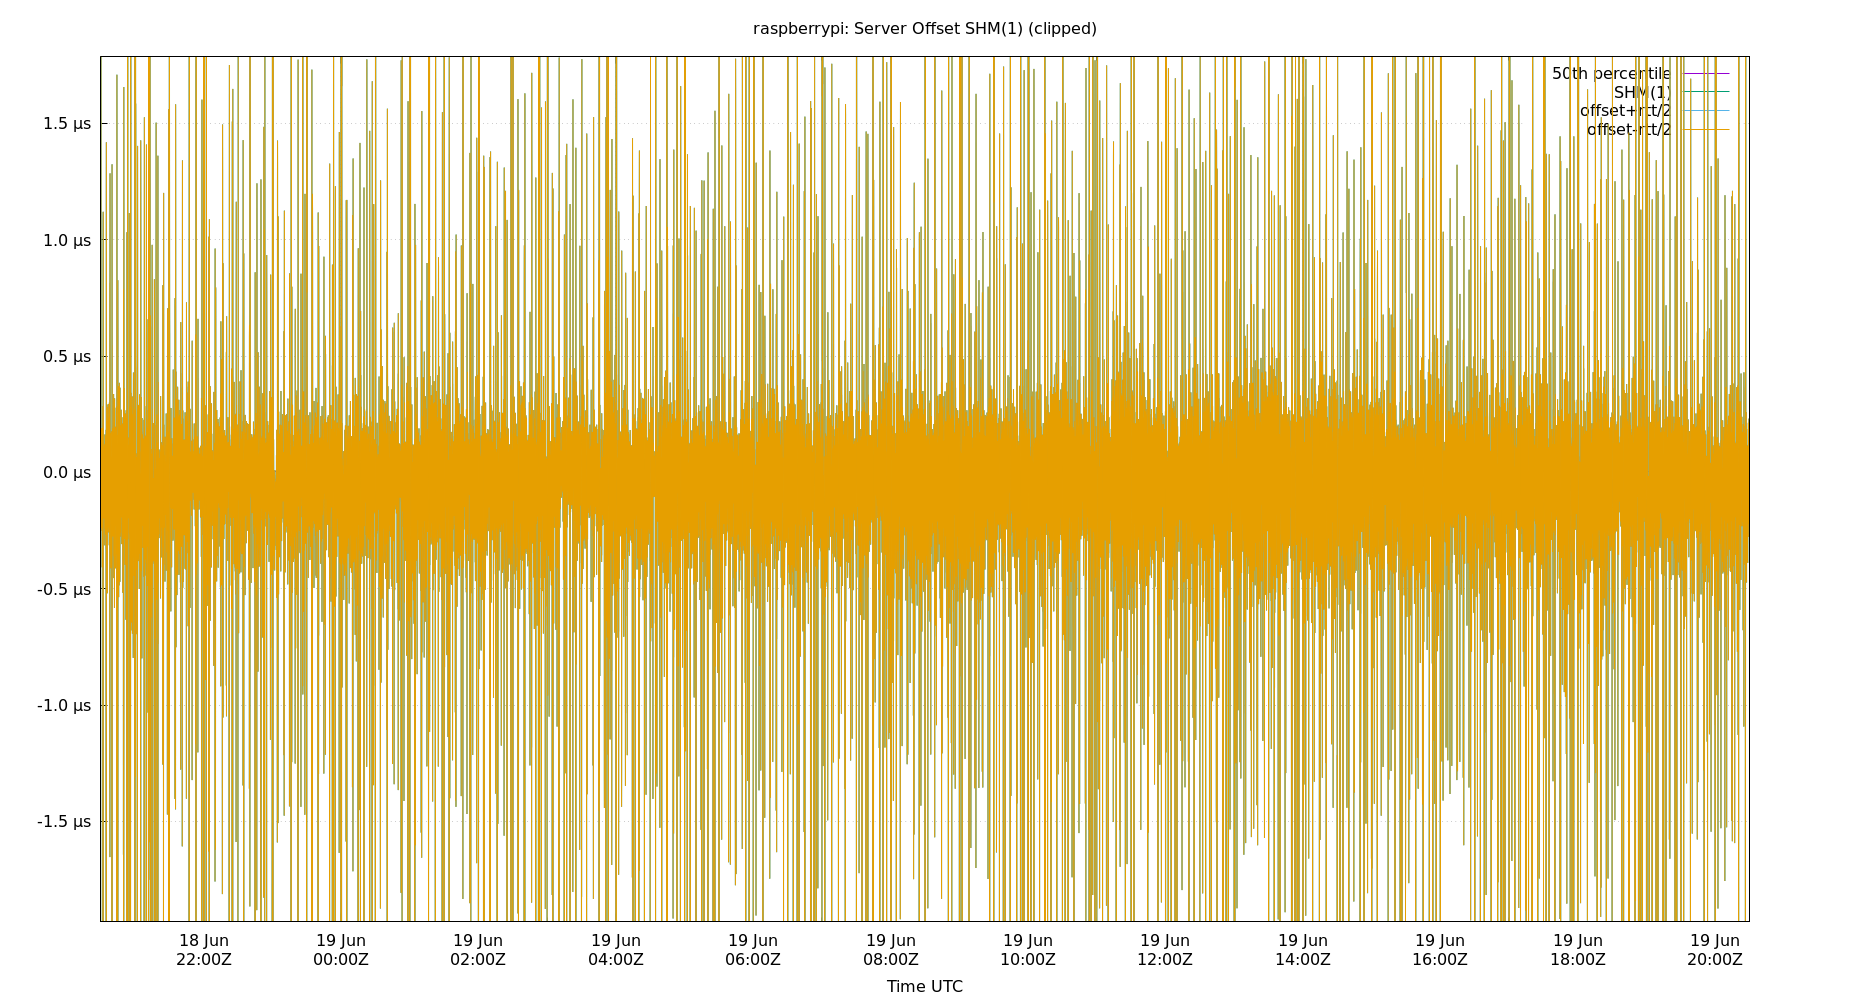 raspberrypi: Server Offset SHM(1) (clipped)
50th percentile
SHM(1)
offset+rtt/2
offset-rtt/2
1.5 µs
1.0 µs
0.5 µs
0.0 µs
-0.5 µs
-1.0 µs
-1.5 µs
18 Jun 19 Jun 19 Jun 19 Jun 19 Jun 19 Jun 19 Jun 19 Jun 19 Jun 19 Jun 19 Jun 19 Jun
22:00Z 00:00Z 02:00Z 04:00Z 06:00Z 08:00Z 10:00Z 12:00Z 14:00Z 16:00Z 18:00Z 20:00Z
Time UTC